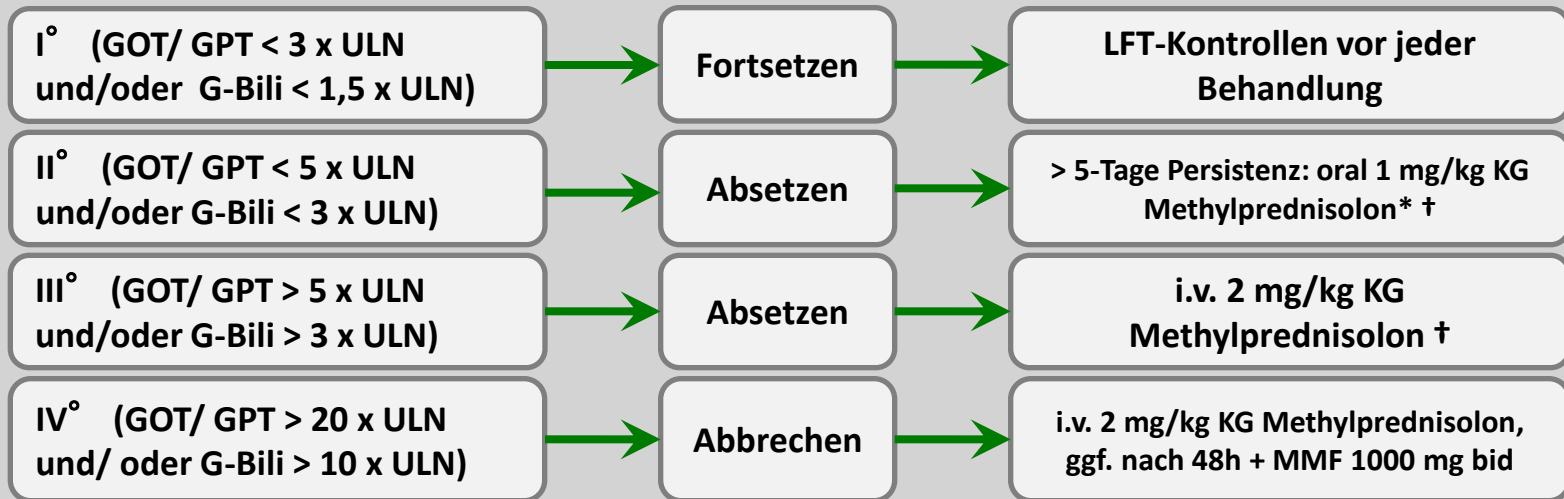 I° (GOT/ GPT < 3 x ULN
und/oder G-Bili < 1,5 x ULN)
Fortsetzen
LFT-Kontrollen vor jeder
Behandlung
II° (GOT/ GPT < 5 x ULN
und/oder G-Bili < 3 x ULN)
Absetzen
> 5-Tage Persistenz: oral 1 mg/kg KG
Methylprednisolon* †
III° (GOT/ GPT > 5 x ULN
und/oder G-Bili > 3 x ULN)
Absetzen
i.v. 2 mg/kg KG
Methylprednisolon †
IV° (GOT/ GPT > 20 x ULN
und/ oder G-Bili > 10 x ULN)
Abbrechen
i.v. 2 mg/kg KG Methylprednisolon,
ggf. nach 48h + MMF 1000 mg bid